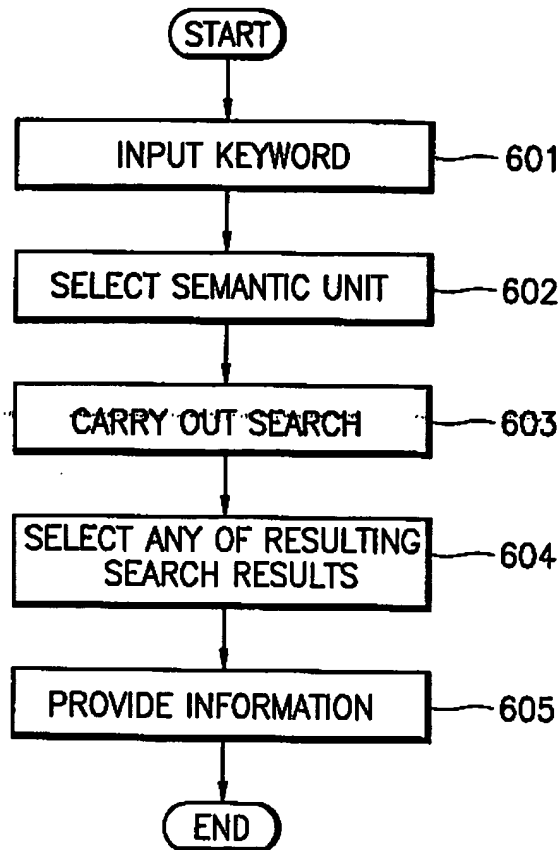 START
INPUT KEYWORD
601
SELECT SEMANTIC UNIT
602
CARRY OUT SEARCH
603
SELECT ANY OF RESULTING
SEARCH RESULTS
604
PROVIDE INFORMATION
605
END